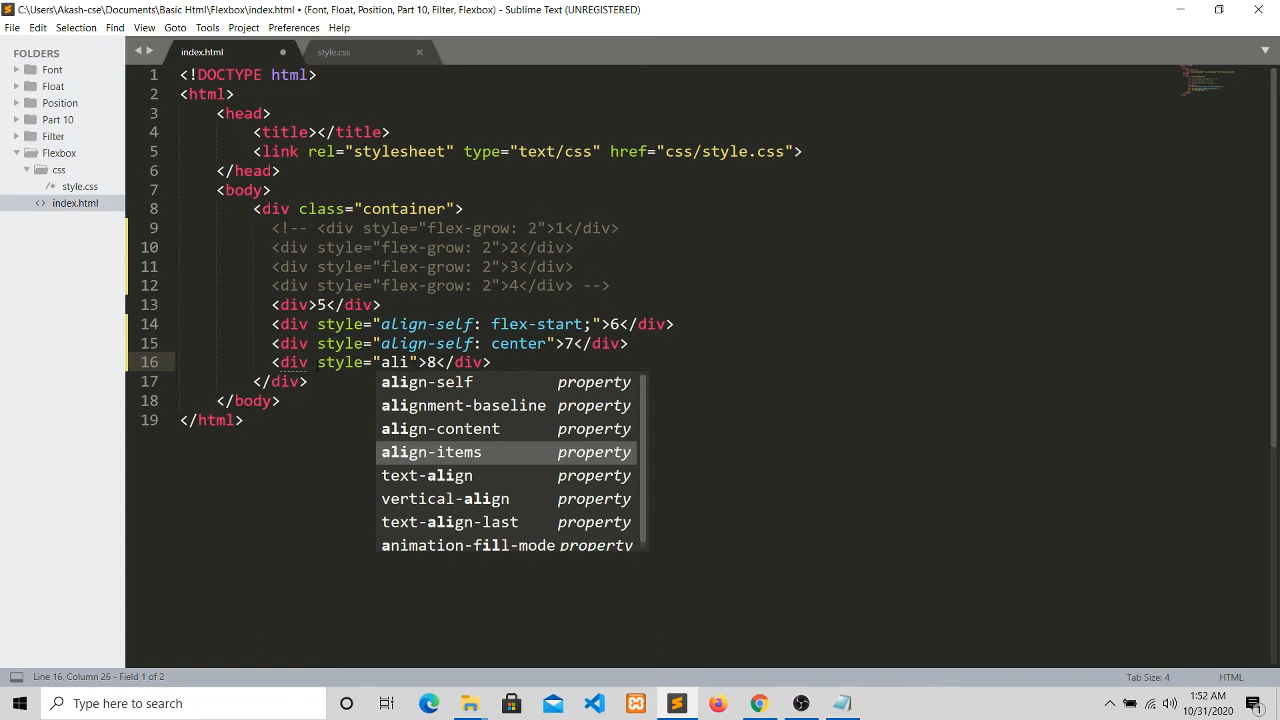 C:\Users\Akash-cse\Documents\Basic Html\Flexbox\index.html • (Font, Float, Position, Part 10, Filter, Flexbox) - Sublime Text (UNREGISTERED)
File Edit Selection Find View Goto Tools Project Preferences Help
FOLDERS
Font
Float
Position
Part 10
Filter
Flexbox
css
style.css
index.html
index.html style.css
1 <!DOCTYPE html>
2 <html>
3 <head>
4 <title></title>
5 <link rel="stylesheet" type="text/css" href="css/style.css">
6 </head>
7 <body>
8 <div class="container">
9 <!-- <div style="flex-grow: 2">1</div>
10 <div style="flex-grow: 2">2</div>
11 <div style="flex-grow: 2">3</div>
12 <div style="flex-grow: 2">4</div> -->
13 <div>5</div>
14 <div style="align-self: flex-start;">6</div>
15 <div style="align-self: center">7</div>
16 <div style="ali">8</div>
17 </div>
18 </body>
19 </html>
align-self property
alignment-baseline property
align-content property
align-items property
text-align property
vertical-align property
text-align-last property
animation-fill-mode property
Line 16, Column 26 - Field 1 of 2
Tab Size: 4 HTML
Type here to search
1:52 AM
10/31/2020
1